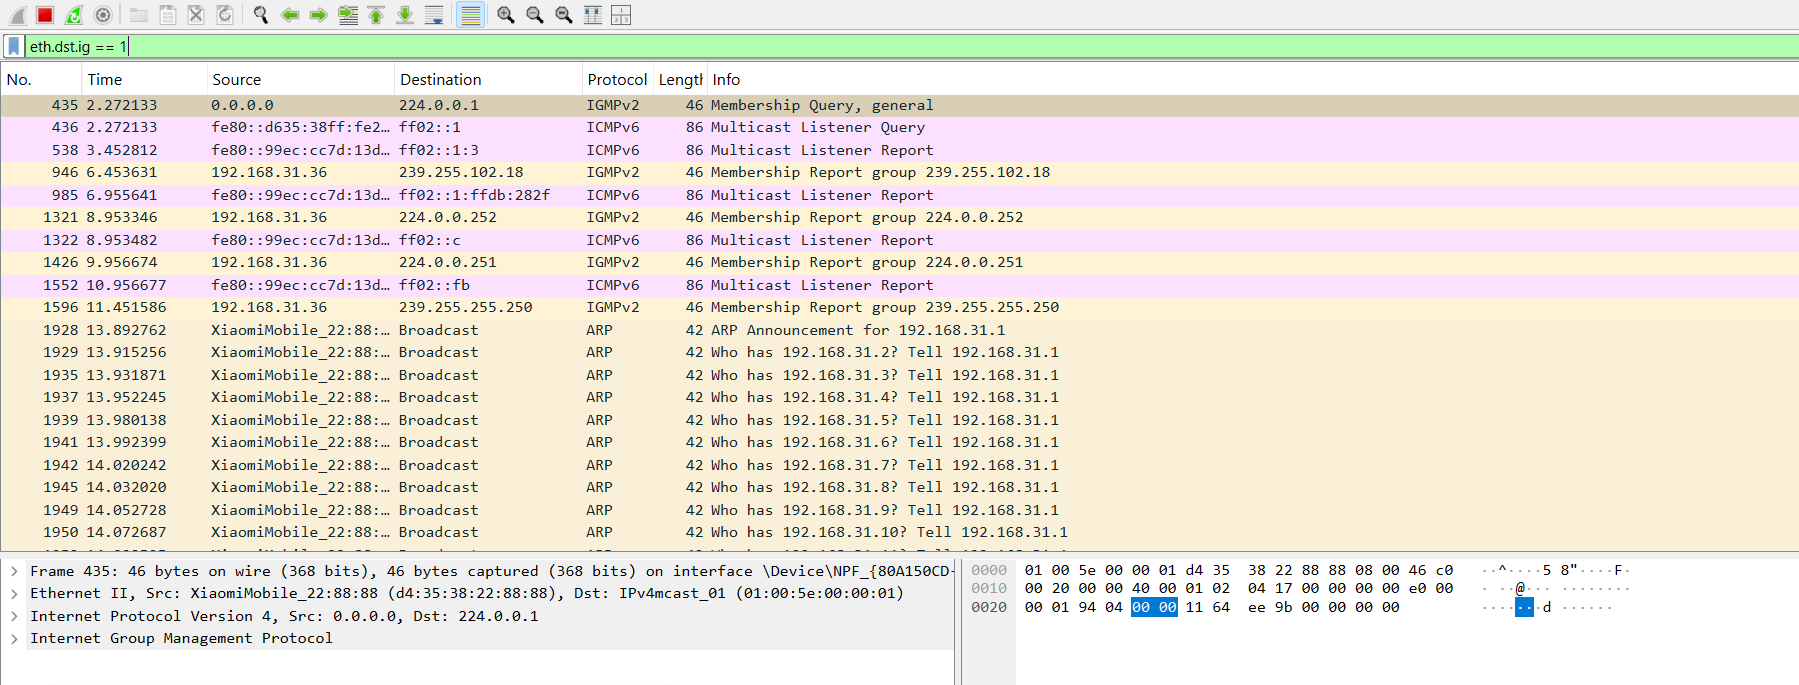 eth.dst.ig == 1
No. Time Source Destination Protocol Lengt Info
435 2.272133 0.0.0.0 224.0.0.1 IGMPv2 46 Membership Query, general
436 2.272133 fe80::d635:38ff:fe2… ff02::1 ICMPv6 86 Multicast Listener Query
538 3.452812 fe80::99ec:cc7d:13d… ff02::1:3 ICMPv6 86 Multicast Listener Report
946 6.453631 192.168.31.36 239.255.102.18 IGMPv2 46 Membership Report group 239.255.102.18
985 6.955641 fe80::99ec:cc7d:13d… ff02::1:ffdb:282f ICMPv6 86 Multicast Listener Report
1321 8.953346 192.168.31.36 224.0.0.252 IGMPv2 46 Membership Report group 224.0.0.252
1322 8.953482 fe80::99ec:cc7d:13d… ff02::c ICMPv6 86 Multicast Listener Report
1426 9.956674 192.168.31.36 224.0.0.251 IGMPv2 46 Membership Report group 224.0.0.251
1552 10.956677 fe80::99ec:cc7d:13d… ff02::fb ICMPv6 86 Multicast Listener Report
1596 11.451586 192.168.31.36 239.255.255.250 IGMPv2 46 Membership Report group 239.255.255.250
1928 13.892762 XiaomiMobile_22:88:… Broadcast ARP 42 ARP Announcement for 192.168.31.1
1929 13.915256 XiaomiMobile_22:88:… Broadcast ARP 42 Who has 192.168.31.2? Tell 192.168.31.1
1935 13.931871 XiaomiMobile_22:88:… Broadcast ARP 42 Who has 192.168.31.3? Tell 192.168.31.1
1937 13.952245 XiaomiMobile_22:88:… Broadcast ARP 42 Who has 192.168.31.4? Tell 192.168.31.1
1939 13.980138 XiaomiMobile_22:88:… Broadcast ARP 42 Who has 192.168.31.5? Tell 192.168.31.1
1941 13.992399 XiaomiMobile_22:88:… Broadcast ARP 42 Who has 192.168.31.6? Tell 192.168.31.1
1942 14.020242 XiaomiMobile_22:88:… Broadcast ARP 42 Who has 192.168.31.7? Tell 192.168.31.1
1945 14.032020 XiaomiMobile_22:88:… Broadcast ARP 42 Who has 192.168.31.8? Tell 192.168.31.1
1949 14.052728 XiaomiMobile_22:88:… Broadcast ARP 42 Who has 192.168.31.9? Tell 192.168.31.1
1950 14.072687 XiaomiMobile_22:88:… Broadcast ARP 42 Who has 192.168.31.10? Tell 192.168.31.1
Frame 435: 46 bytes on wire (368 bits), 46 bytes captured (368 bits) on interface \Device\NPF_{80A150CD-
Ethernet II, Src: XiaomiMobile_22:88:88 (d4:35:38:22:88:88), Dst: IPv4mcast_01 (01:00:5e:00:00:01)
Internet Protocol Version 4, Src: 0.0.0.0, Dst: 224.0.0.1
Internet Group Management Protocol
0000 01 00 5e 00 00 01 d4 35 38 22 88 88 08 00 46 c0 ··^····5 8"····F·
0010 00 20 00 00 40 00 01 02 04 17 00 00 00 00 e0 00 · ··@··· ········
0020 00 01 94 04 00 00 11 64 ee 9b 00 00 00 00 ·······d ······